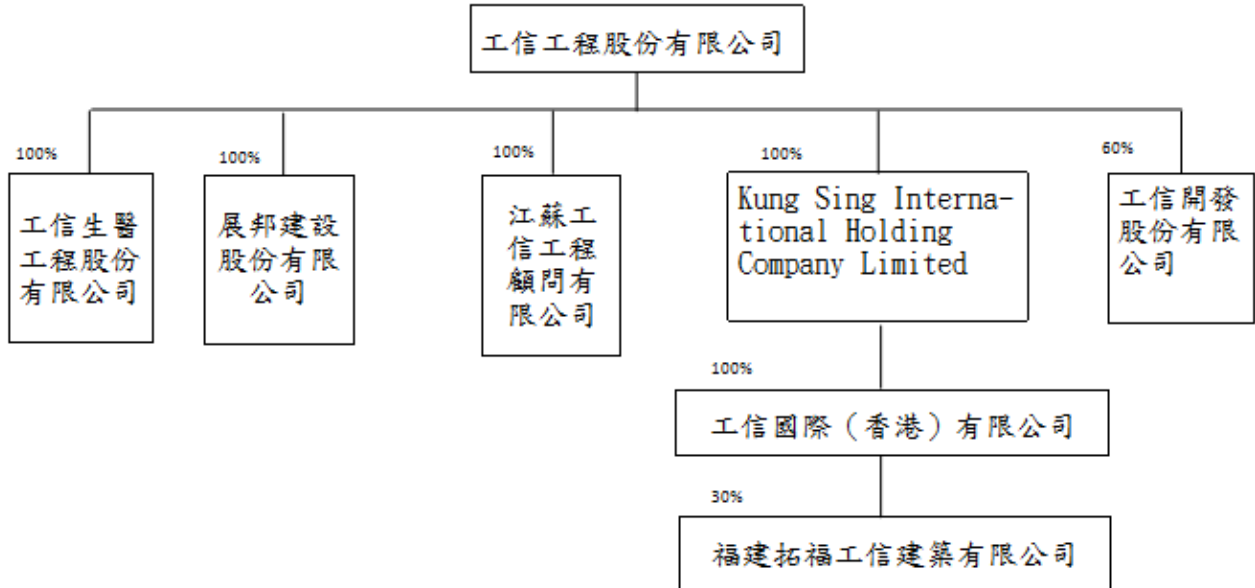 工信工程股份有限公司
100%
工信生醫
工程股份
有限公司
100%
展邦建設
股份有限
公司
100%
江蘇工
信工程
顧問有
限公司
100%
Kung Sing Interna-
tional Holding
Company Limited
60%
工信開發
股份有限
公司
100%
工信國際（香港）有限公司
30%
福建拓福工信建築有限公司